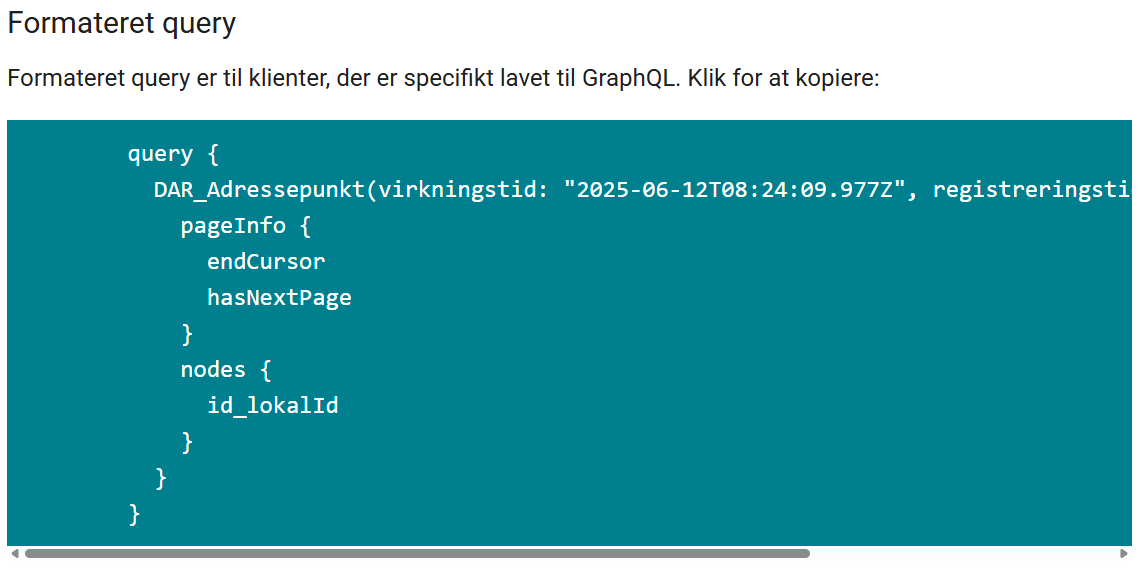 Formateret query
Formateret query er til klienter, der er specifikt lavet til GraphQL. Klik for at kopiere:
query {
DAR_Adressepunkt(virkningstid: "2025-06-12T08:24:09.977Z", registreringsti
pageInfo {
endCursor
hasNextPage
}
nodes {
id_lokalId
}
}
}